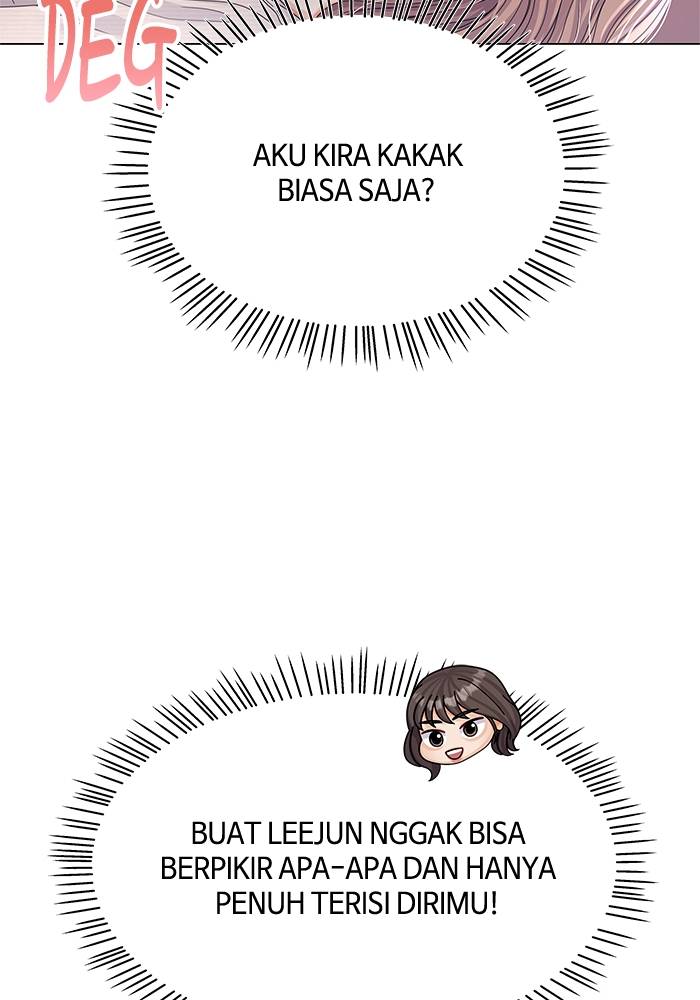 DEG
AKU KIRA KAKAK
BIASA SAJA?
BUAT LEEJUN NGGAK BISA
BERPIKIR APA-APA DAN HANYA
PENUH TERISI DIRIMU!